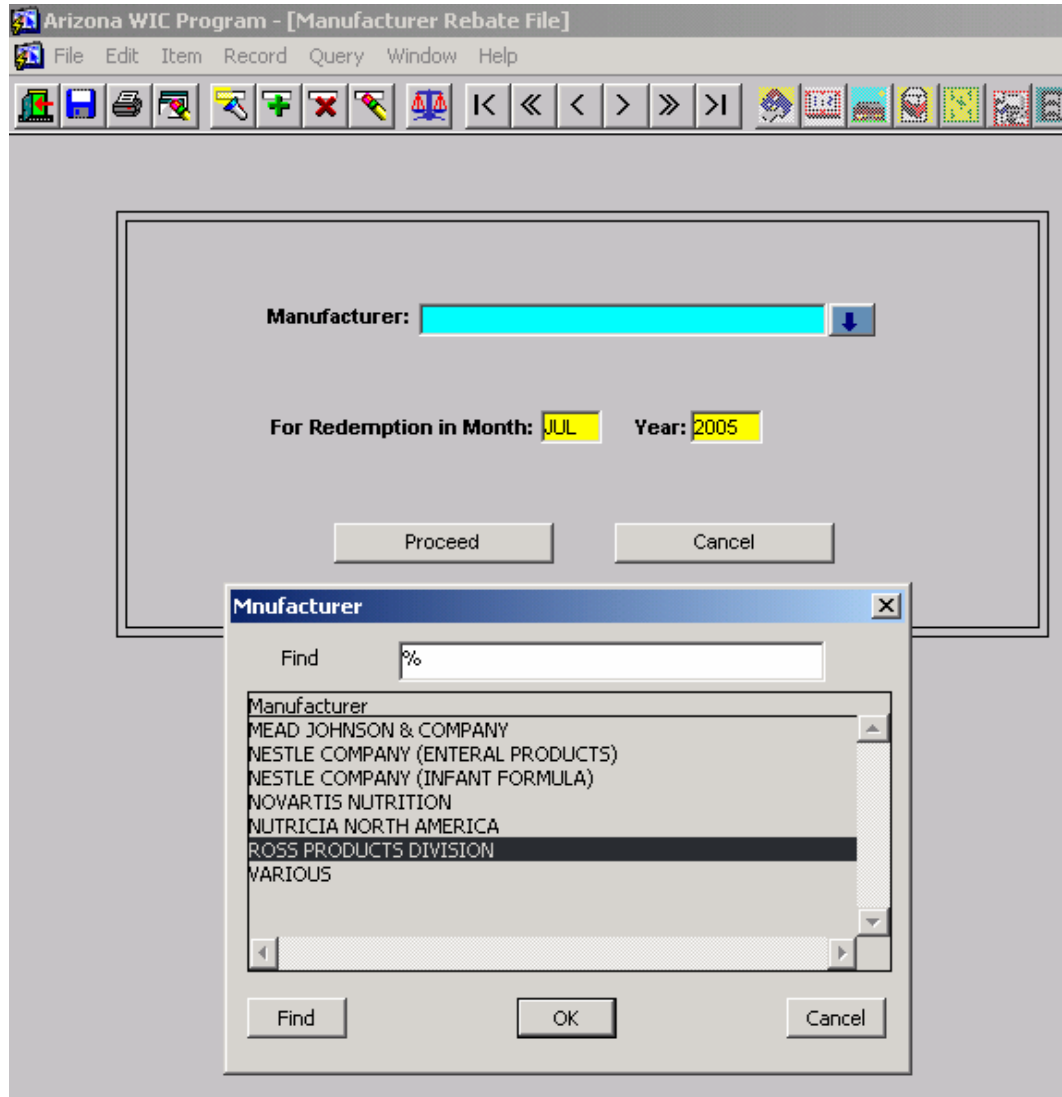 Arizona WIC Program - [Manufacturer Rebate File]
File Edit Item Record Query Window Help
Manufacturer:
For Redemption in Month: JUL Year: 2005
Proceed Cancel
Mnufacturer
Find %
Manufacturer
MEAD JOHNSON & COMPANY
NESTLE COMPANY (ENTERAL PRODUCTS)
NESTLE COMPANY (INFANT FORMULA)
NOVARTIS NUTRITION
NUTRICIA NORTH AMERICA
ROSS PRODUCTS DIVISION
VARIOUS
Find OK Cancel